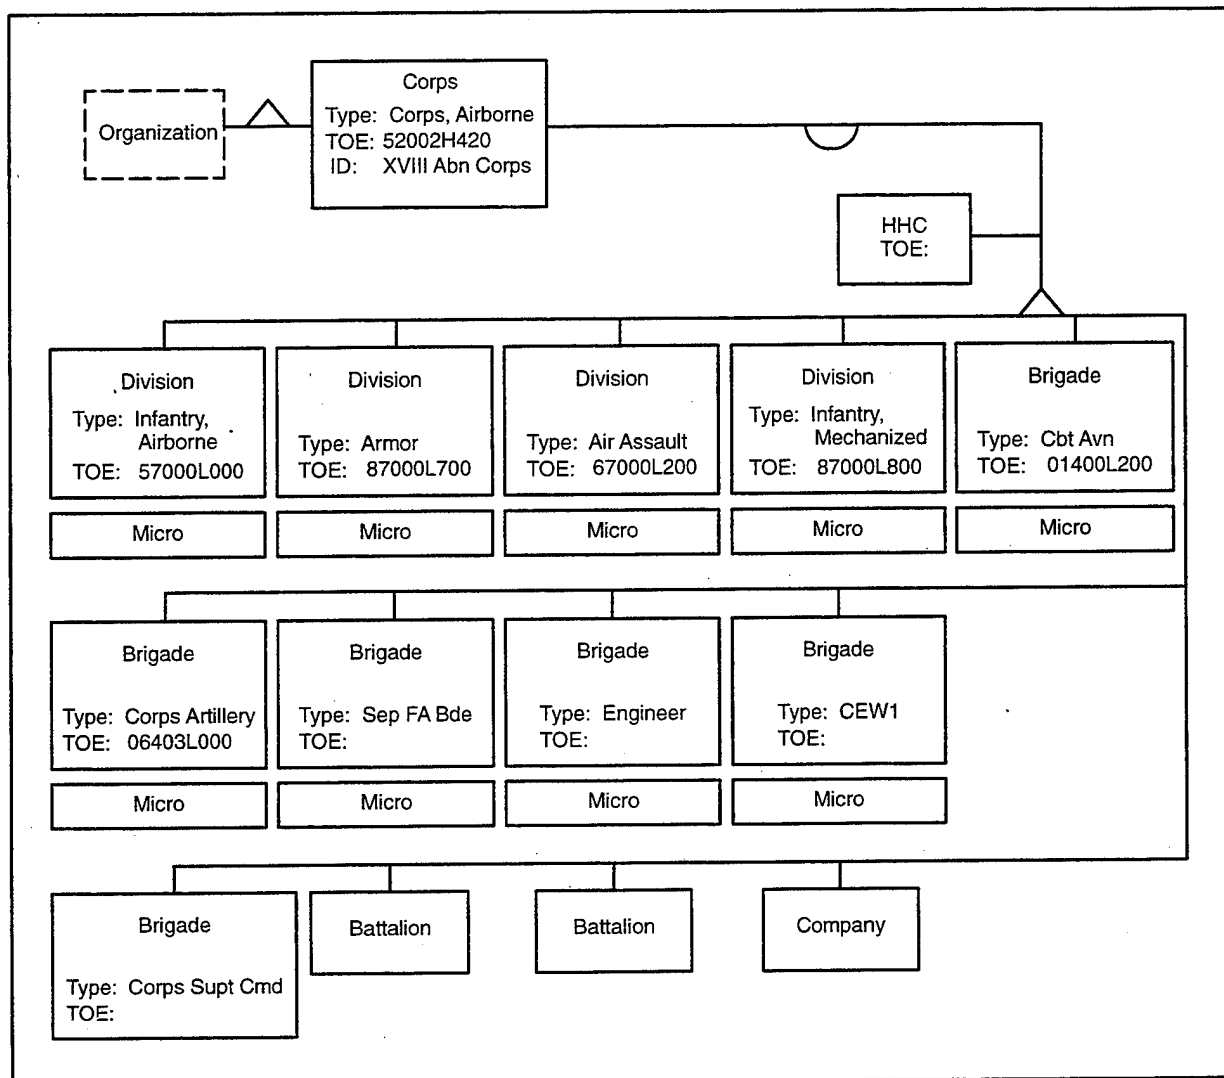 Organization
Corps
Type: Corps, Airborne
TOE: 52002H420
ID: XVIII Abn Corps
HHC
TOE:
Division
Type: Infantry,
Airborne
TOE: 57000L000
Micro
Division
Type: Armor
TOE: 87000L700
Micro
Division
Type: Air Assault
TOE: 67000L200
Micro
Division
Type: Infantry,
Mechanized
TOE: 87000L800
Micro
Brigade
Type: Cbt Avn
TOE: 01400L200
Micro
Brigade
Type: Corps Artillery
TOE: 06403L000
Micro
Brigade
Type: Sep FA Bde
TOE:
Micro
Brigade
Type: Engineer
TOE:
Micro
Brigade
Type: CEW1
TOE:
Micro
Brigade
Type: Corps Supt Cmd
TOE:
Battalion
Battalion
Company